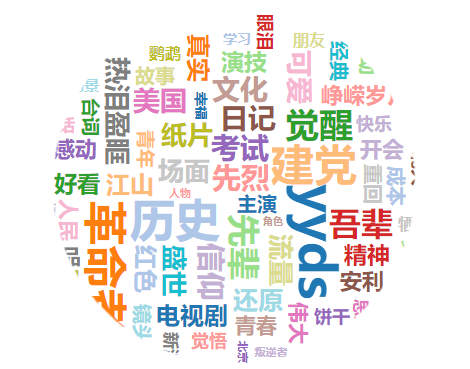 眼泪
学习
朋友
鹦鹉
真实
经典
热泪盈眶
故事
演技
可爱
美国
文化
峥嵘岁
台词
幸福
纸片
日记
觉醒
快乐
感动
青年
场面
考试
建党
开会
好看
江山
人物
先烈
重回
成本
人民
历史
主演
yyds
吾辈
革命
角色
先辈
流量
精神
红色
盛世
信仰
安利
还原
镜头
电视剧
青春
伟大
饼干
觉悟
北京
叛逆者